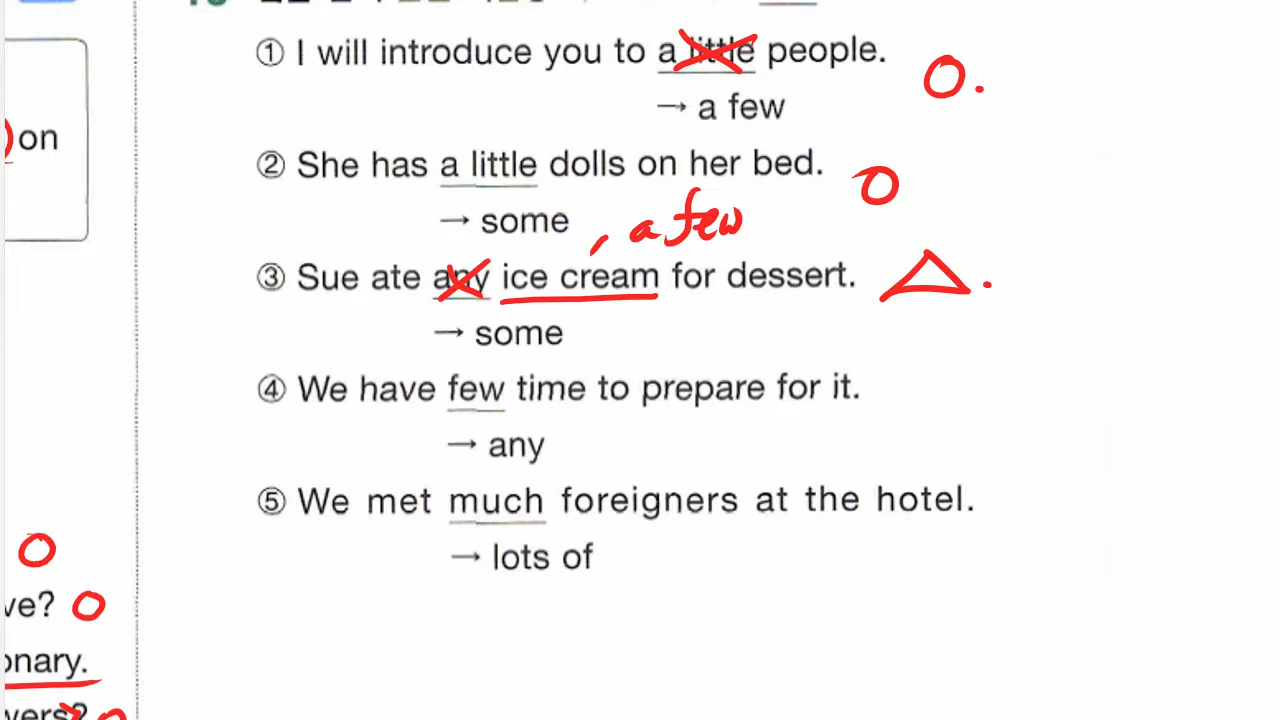 ① I will introduce you to a little people.
→ a few
on
② She has a little dolls on her bed.
→ some
, a few
③ Sue ate any ice cream for dessert.
→ some
④ We have few time to prepare for it.
→ any
⑤ We met much foreigners at the hotel.
→ lots of
ve?
onary.
wers?